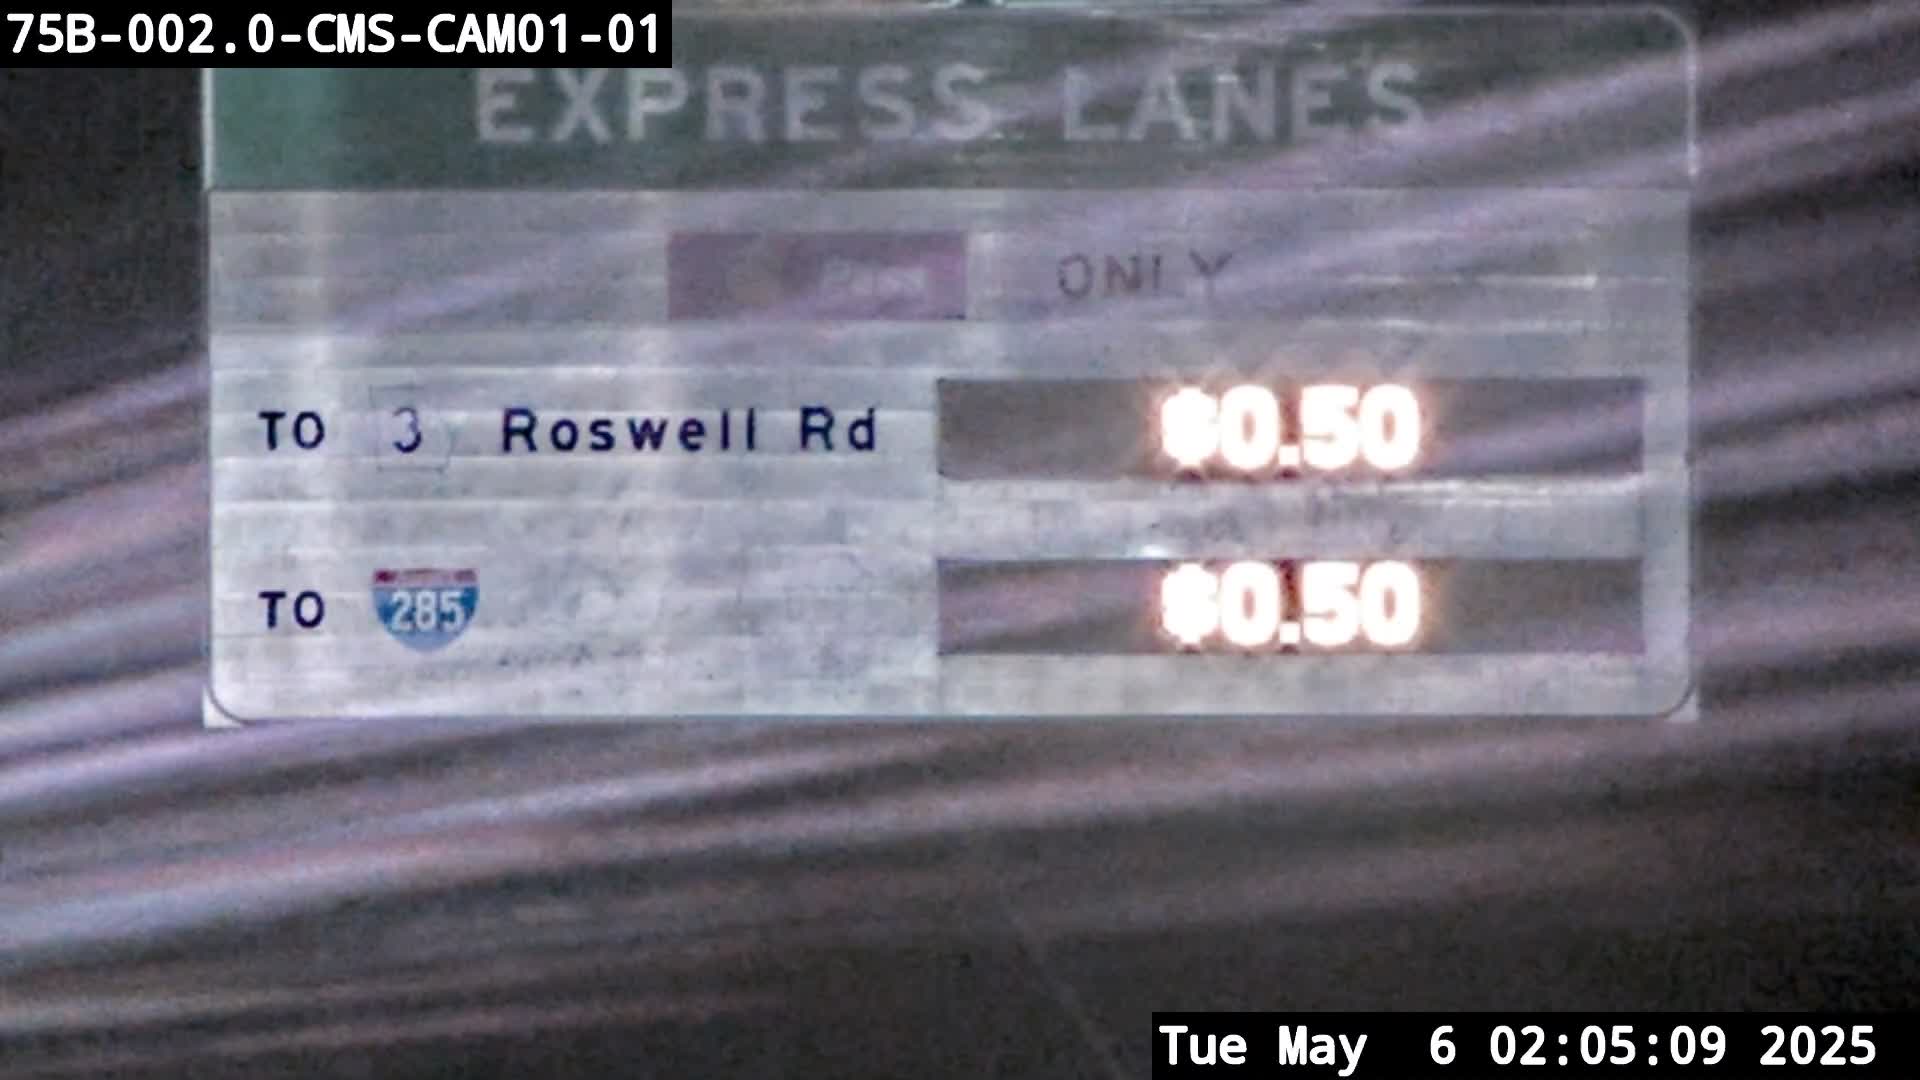 75B-002.0-CMS-CAM01-01
EXPRESS LANES
Pass ONLY
TO 3 Roswell Rd $0.50
TO 285 $0.50
Tue May 6 02:05:09 2025